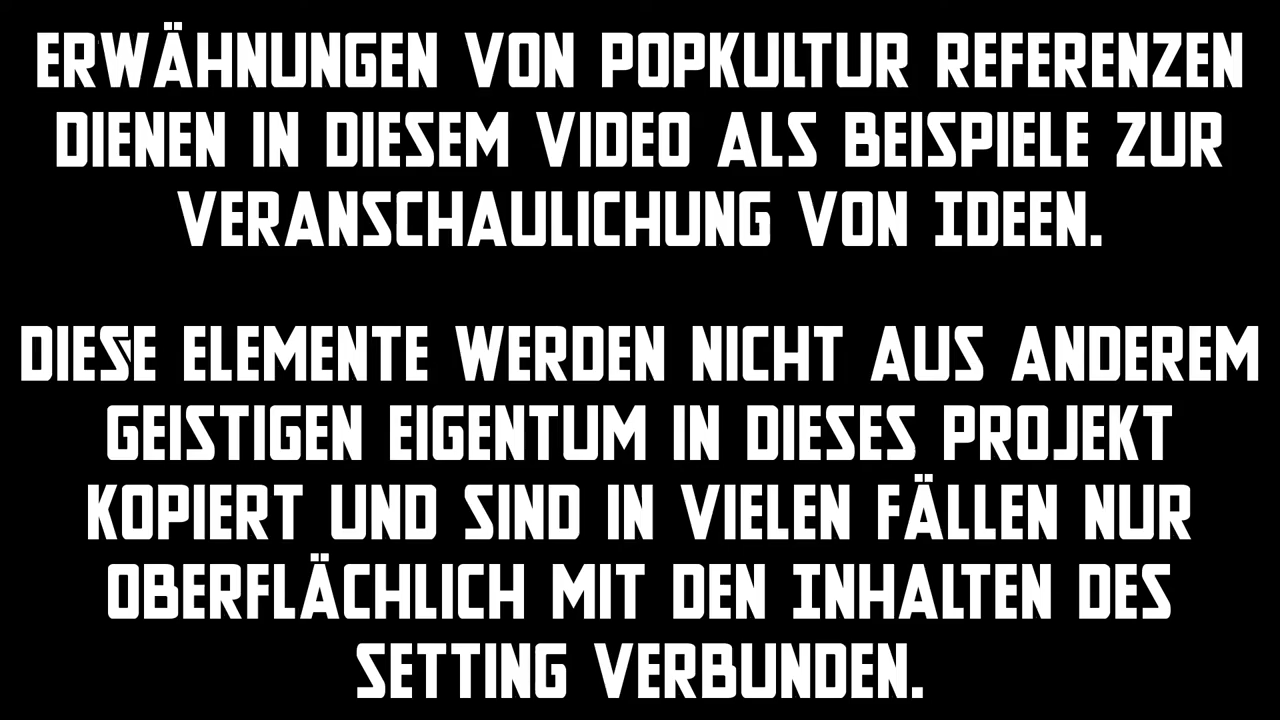 ERWÄHNUNGEN VON POPKULTUR REFERENZEN
DIENEN IN DIESEM VIDEO ALS BEISPIELE ZUR
VERANSCHAULICHUNG VON IDEEN.
DIESE ELEMENTE WERDEN NICHT AUS ANDEREM
GEISTIGEN EIGENTUM IN DIESES PROJEKT
KOPIERT UND SIND IN VIELEN FÄLLEN NUR
OBERFLÄCHLICH MIT DEN INHALTEN DES
SETTING VERBUNDEN.